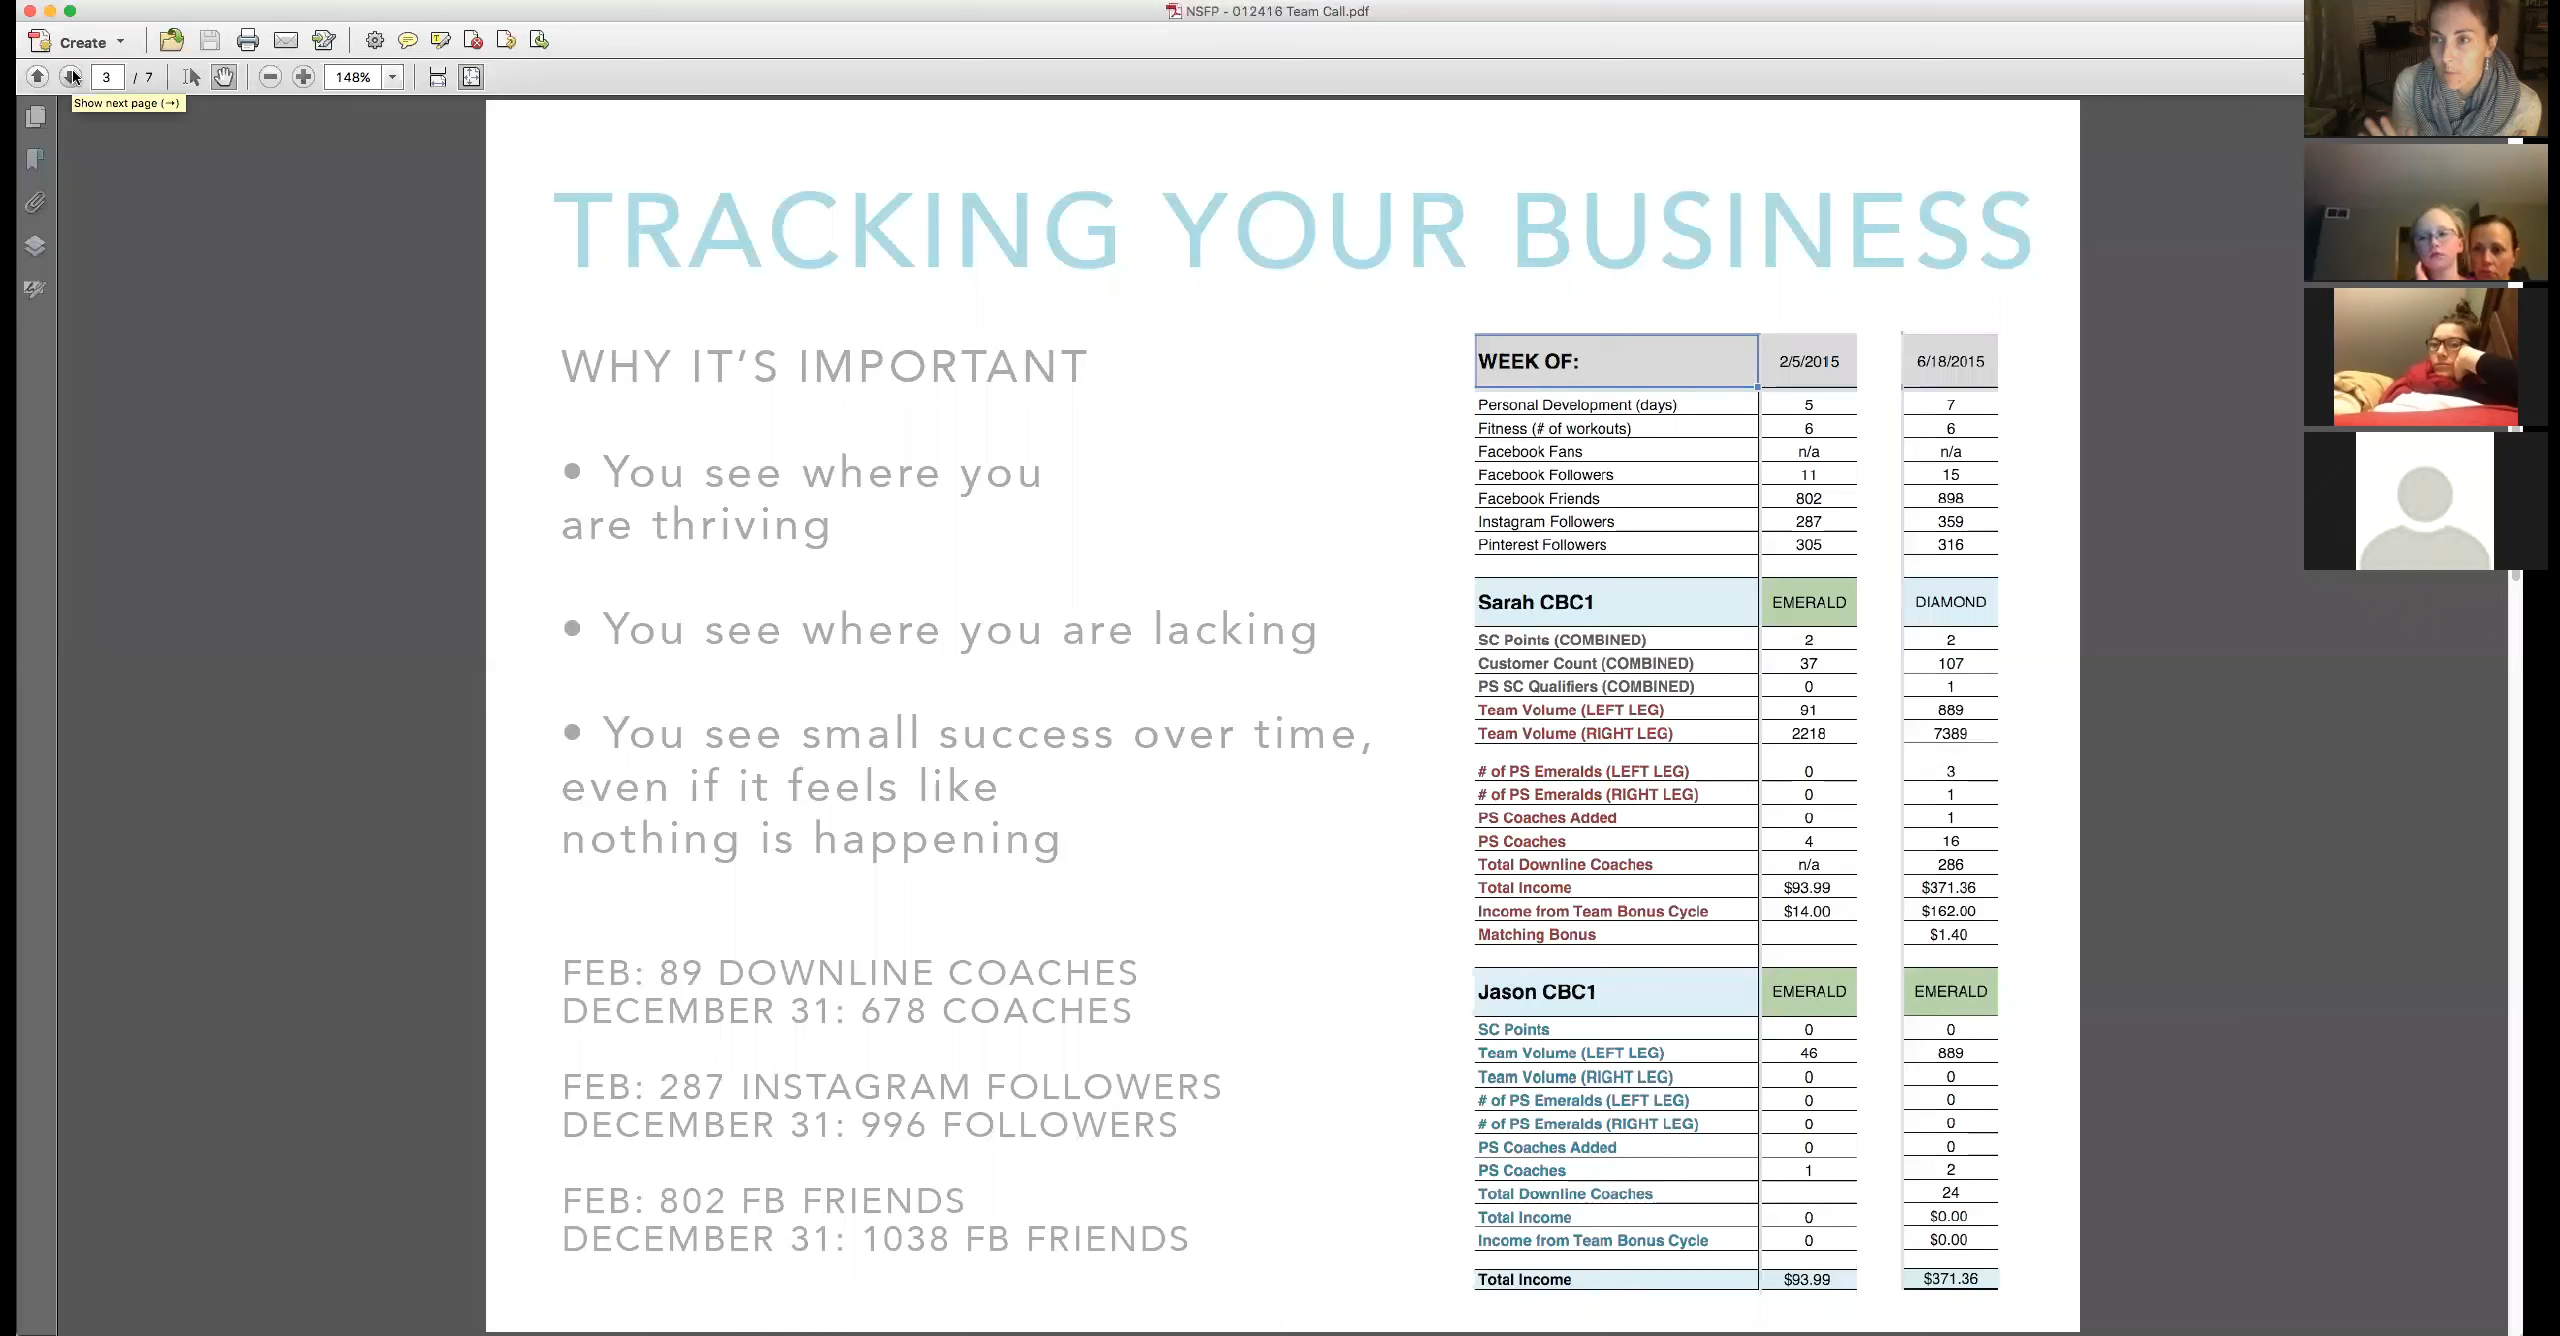 NSFP - 012416 Team Call.pdf
Create
3 / 7
148%
Show next page (→)
TRACKING YOUR BUSINESS
WHY IT'S IMPORTANT
• You see where you
are thriving
• You see where you are lacking
• You see small success over time,
even if it feels like
nothing is happening
FEB: 89 DOWNLINE COACHES
DECEMBER 31: 678 COACHES
FEB: 287 INSTAGRAM FOLLOWERS
DECEMBER 31: 996 FOLLOWERS
FEB: 802 FB FRIENDS
DECEMBER 31: 1038 FB FRIENDS
WEEK OF: 2/5/2015 6/18/2015
Personal Development (days) 5 7
Fitness (# of workouts) 6 6
Facebook Fans n/a n/a
Facebook Followers 11 15
Facebook Friends 802 898
Instagram Followers 287 359
Pinterest Followers 305 316
Sarah CBC1 EMERALD DIAMOND
SC Points (COMBINED) 2 2
Customer Count (COMBINED) 37 107
PS SC Qualifiers (COMBINED) 0 1
Team Volume (LEFT LEG) 91 889
Team Volume (RIGHT LEG) 2218 7389
# of PS Emeralds (LEFT LEG) 0 3
# of PS Emeralds (RIGHT LEG) 0 1
PS Coaches Added 0 1
PS Coaches 4 16
Total Downline Coaches n/a 286
Total Income $93.99 $371.36
Income from Team Bonus Cycle $14.00 $162.00
Matching Bonus $1.40
Jason CBC1 EMERALD EMERALD
SC Points 0 0
Team Volume (LEFT LEG) 46 889
Team Volume (RIGHT LEG) 0 0
# of PS Emeralds (LEFT LEG) 0 0
# of PS Emeralds (RIGHT LEG) 0 0
PS Coaches Added 0 0
PS Coaches 1 2
Total Downline Coaches 24
Total Income 0 $0.00
Income from Team Bonus Cycle 0 $0.00
Total Income $93.99 $371.36